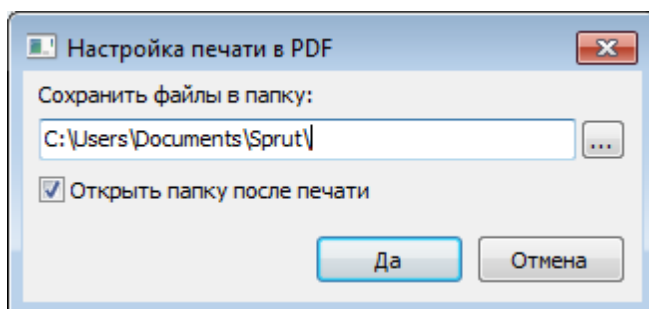 Настройка печати в PDF
Сохранить файлы в папку:
C:\Users\Documents\Sprut\
...
Открыть папку после печати
Да
Отмена